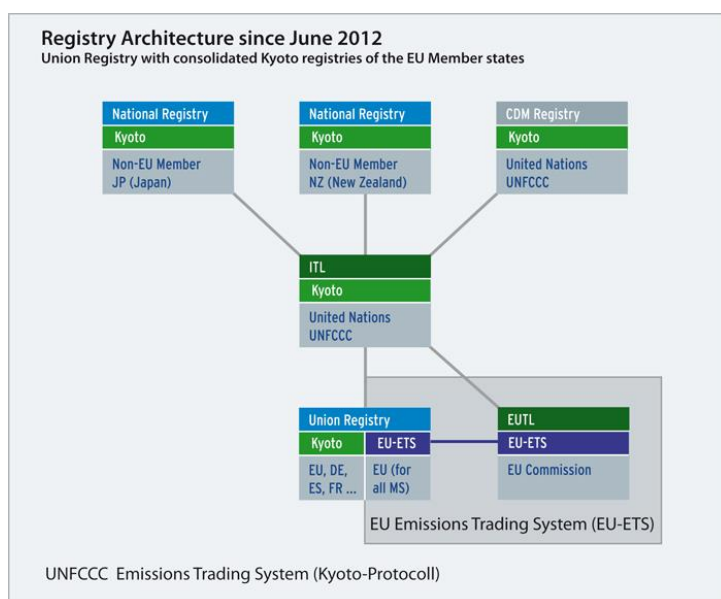 Registry Architecture since June 2012
Union Registry with consolidated Kyoto registries of the EU Member states
National Registry
Kyoto
Non-EU Member
JP (Japan)
National Registry
Kyoto
Non-EU Member
NZ (New Zealand)
CDM Registry
Kyoto
United Nations
UNFCCC
ITL
Kyoto
United Nations
UNFCCC
Union Registry
Kyoto
EU-ETS
EU, DE,
ES, FR ...
EU (for
all MS)
EUTL
EU-ETS
EU Commission
EU Emissions Trading System (EU-ETS)
UNFCCC Emissions Trading System (Kyoto-Protocoll)